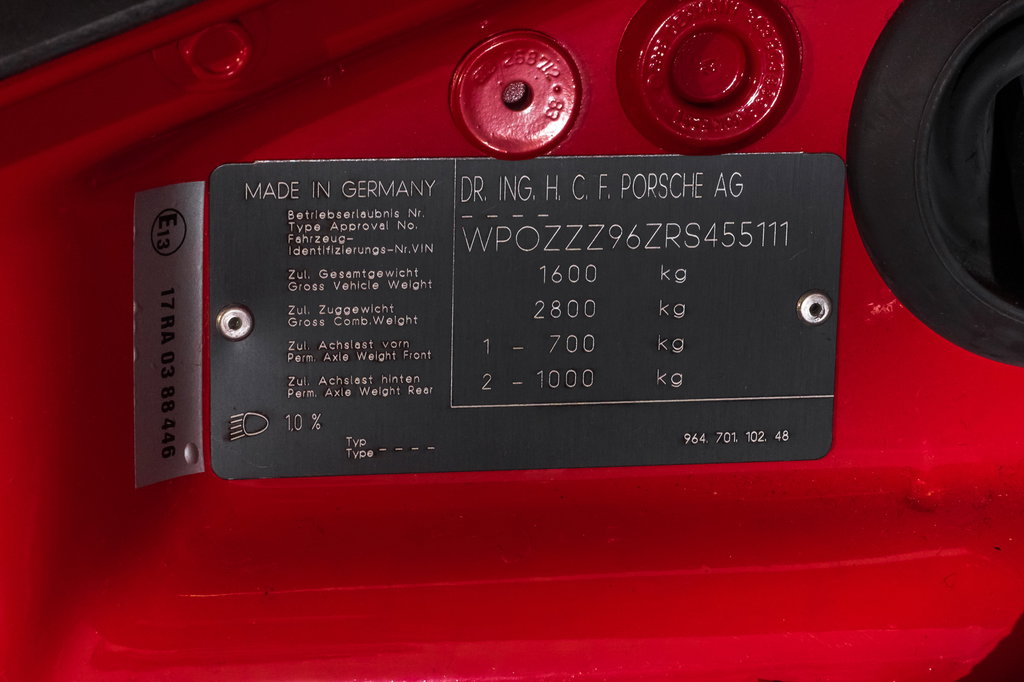 MADE IN GERMANY
DR. ING. H. C. F. PORSCHE AG
Betriebserlaubnis Nr.
Type Approval No.
- - - -
Fahrzeug-
Identifizierungs-Nr.VIN
WP0ZZZ96ZRS455111
Zul. Gesamtgewicht
Gross Vehicle Weight
1600 kg
Zul. Zuggewicht
Gross Comb.Weight
2800 kg
Zul. Achslast vorn
Perm. Axle Weight Front
1 - 700 kg
Zul. Achslast hinten
Perm. Axle Weight Rear
2 - 1000 kg
1.0 %
Typ
Type - - - -
964. 701. 102. 48
E13
17 RA 03 88 446